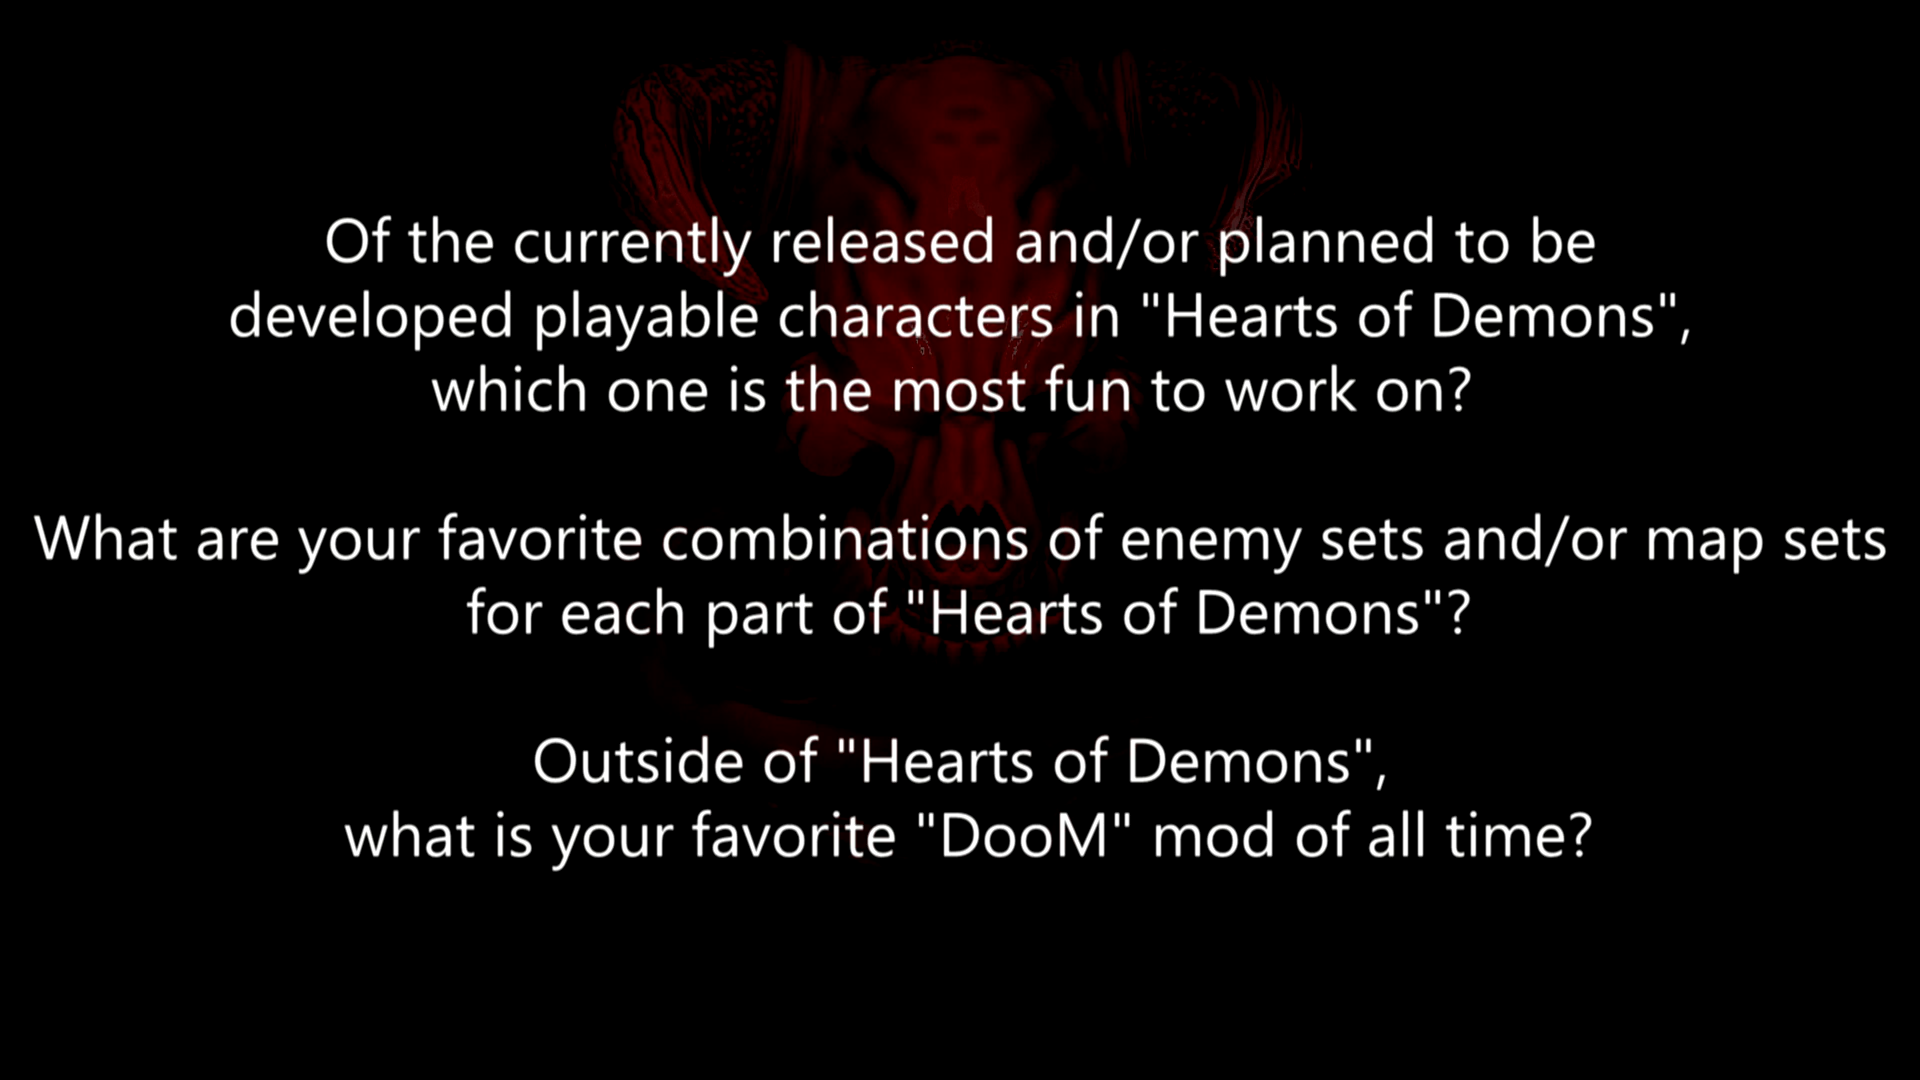 Of the currently released and/or planned to be
developed playable characters in "Hearts of Demons",
which one is the most fun to work on?
What are your favorite combinations of enemy sets and/or map sets
for each part of "Hearts of Demons"?
Outside of "Hearts of Demons",
what is your favorite "DooM" mod of all time?